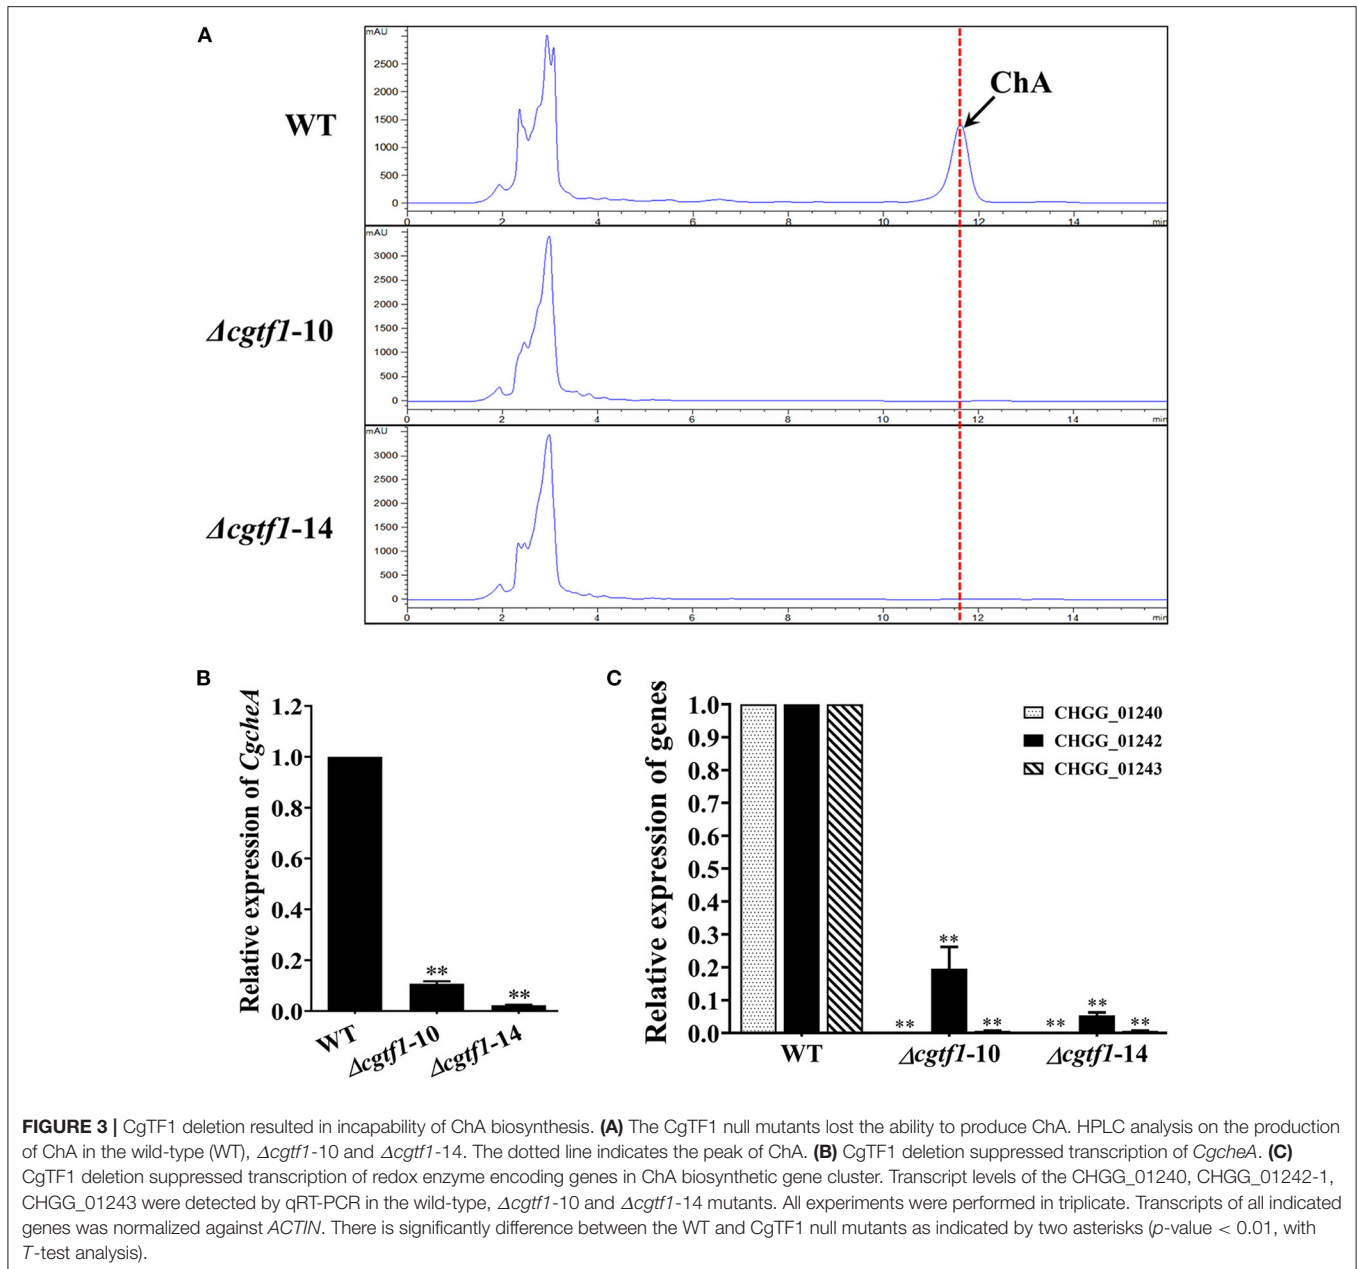 A
mAU
2500
2000
1500
1000
500
0
0 2 4 6 8 10 12 14 min
WT
ChA
mAU
3000
2500
2000
1500
1000
500
0
0 2 4 6 8 10 12 14 min
Δcgtf1-10
mAU
3000
2500
2000
1500
1000
500
0
0 2 4 6 8 10 12 14 min
Δcgtf1-14
B
Relative expression of CgcheA
1.2
1.0
0.8
0.6
0.4
0.2
0.0
**
**
WT Δcgtf1-10 Δcgtf1-14
C
Relative expression of genes
1.0
0.9
0.8
0.7
0.6
0.5
0.4
0.3
0.2
0.1
0.0
CHGG_01240
CHGG_01242
CHGG_01243
** ** **
** ** **
WT Δcgtf1-10 Δcgtf1-14
FIGURE 3 | CgTF1 deletion resulted in incapability of ChA biosynthesis. (A) The CgTF1 null mutants lost the ability to produce ChA. HPLC analysis on the production
of ChA in the wild-type (WT), Δcgtf1-10 and Δcgtf1-14. The dotted line indicates the peak of ChA. (B) CgTF1 deletion suppressed transcription of CgcheA. (C)
CgTF1 deletion suppressed transcription of redox enzyme encoding genes in ChA biosynthetic gene cluster. Transcript levels of the CHGG_01240, CHGG_01242-1,
CHGG_01243 were detected by qRT-PCR in the wild-type, Δcgtf1-10 and Δcgtf1-14 mutants. All experiments were performed in triplicate. Transcripts of all indicated
genes was normalized against ACTIN. There is significantly difference between the WT and CgTF1 null mutants as indicated by two asterisks (p-value < 0.01, with
T-test analysis).